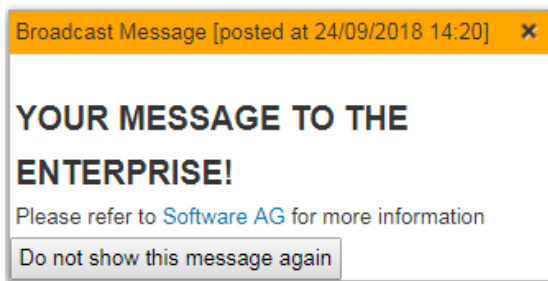 Broadcast Message [posted at 24/09/2018 14:20] ×
YOUR MESSAGE TO THE
ENTERPRISE!
Please refer to Software AG for more information
Do not show this message again